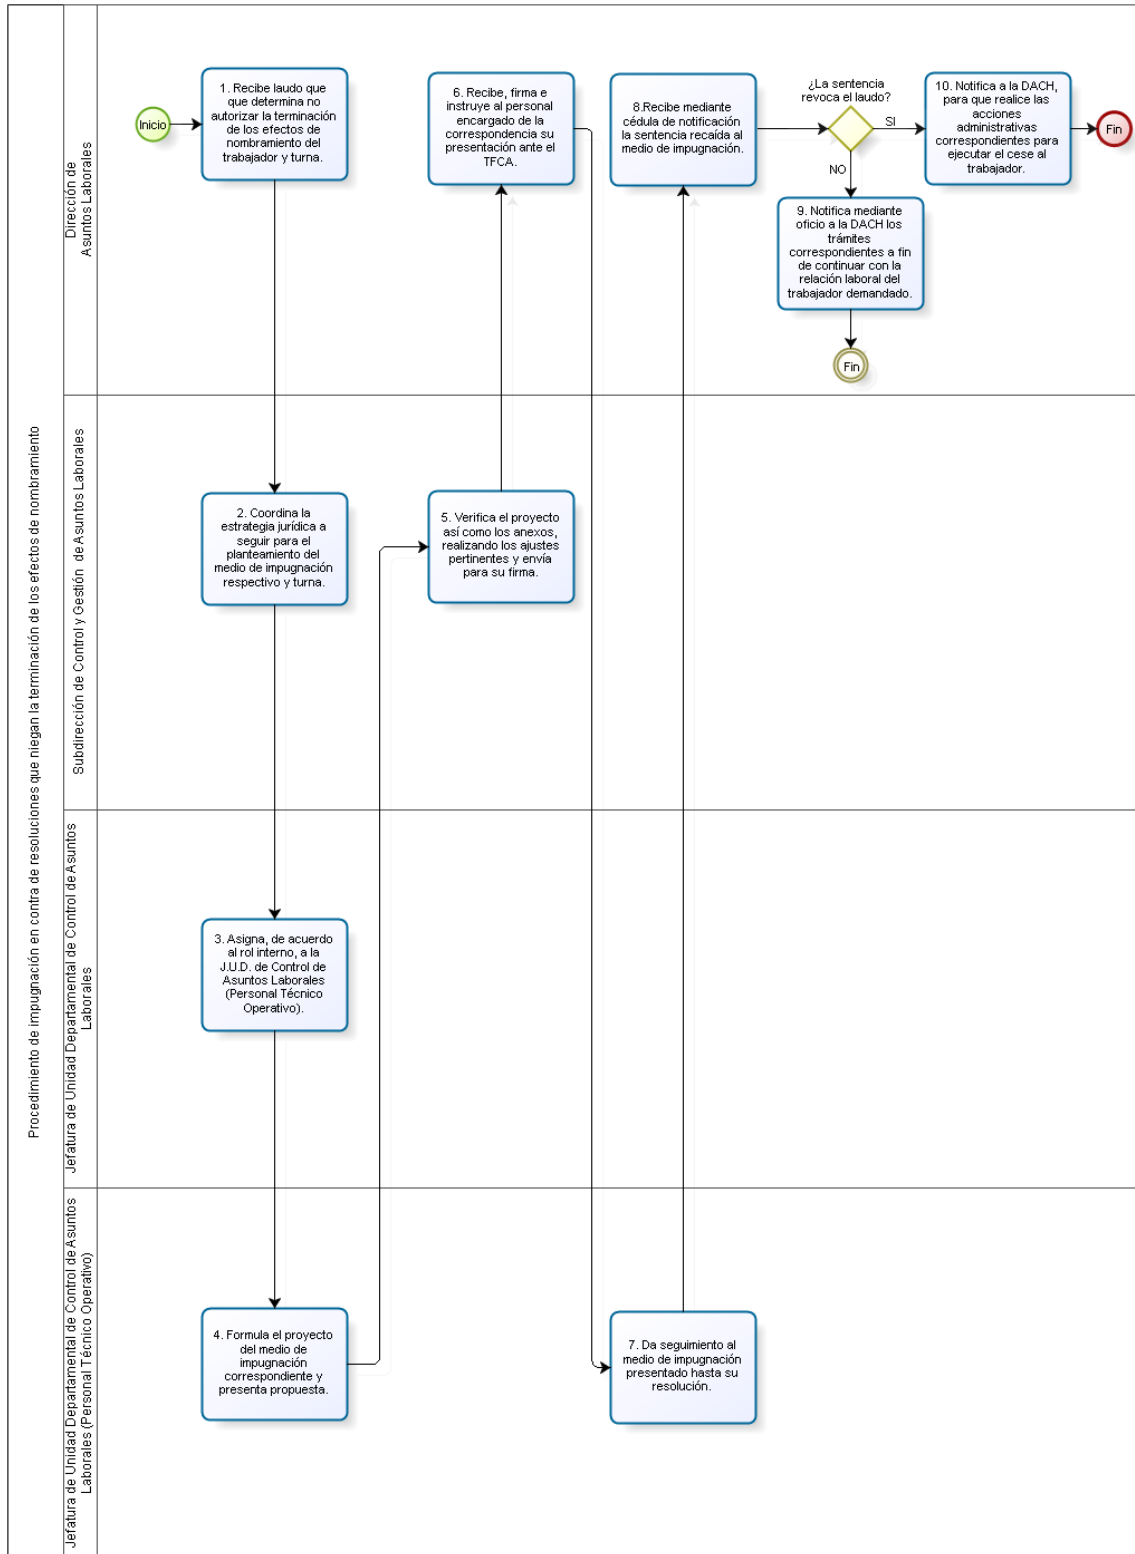 Procedimiento de impugnación en contra de resoluciones que niegan la terminación de los efectos de nombramiento
Dirección de
Asuntos Laborales
Inicio
1. Recibe laudo que
que determina no
autorizar la terminación
de los efectos de
nombramiento del
trabajador y turna.
6. Recibe, firma e
instruye al personal
encargado de la
correspondencia su
presentación ante el
TFCA.
8.Recibe mediante
cédula de notificación
la sentencia recaída al
medio de impugnación.
¿La sentencia
revoca el laudo?
SI
NO
10. Notifica a la DACH,
para que realice las
acciones
administrativas
correspondientes para
ejecutar el cese al
trabajador.
Fin
9. Notifica mediante
oficio a la DACH los
trámites
correspondientes a fin
de continuar con la
relación laboral del
trabajador demandado.
Fin
Subdirección de Control y Gestión de Asuntos Laborales
2. Coordina la
estrategia jurídica a
seguir para el
planteamiento del
medio de impugnación
respectivo y turna.
5. Verifica el proyecto
así como los anexos,
realizando los ajustes
pertinentes y envía
para su firma.
Jefatura de Unidad Departamental de Control de Asuntos
Laborales
3. Asigna, de acuerdo
al rol interno, a la
J.U.D. de Control de
Asuntos Laborales
(Personal Técnico
Operativo).
Jefatura de Unidad Departamental de Control de Asuntos
Laborales (Personal Técnico Operativo)
4. Formula el proyecto
del medio de
impugnación
correspondiente y
presenta propuesta.
7. Da seguimiento al
medio de impugnación
presentado hasta su
resolución.